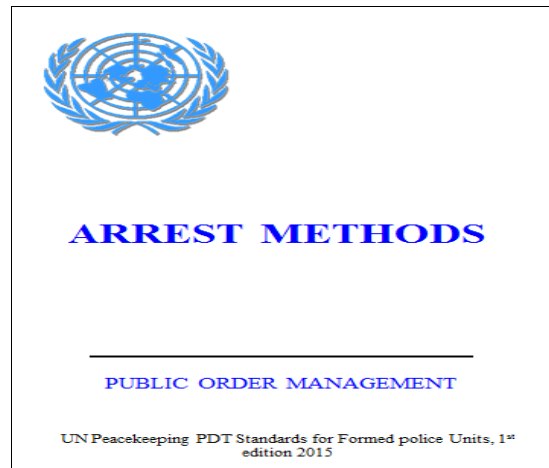 ARREST METHODS
PUBLIC ORDER MANAGEMENT
UN Peacekeeping PDT Standards for Formed police Units, 1st
edition 2015